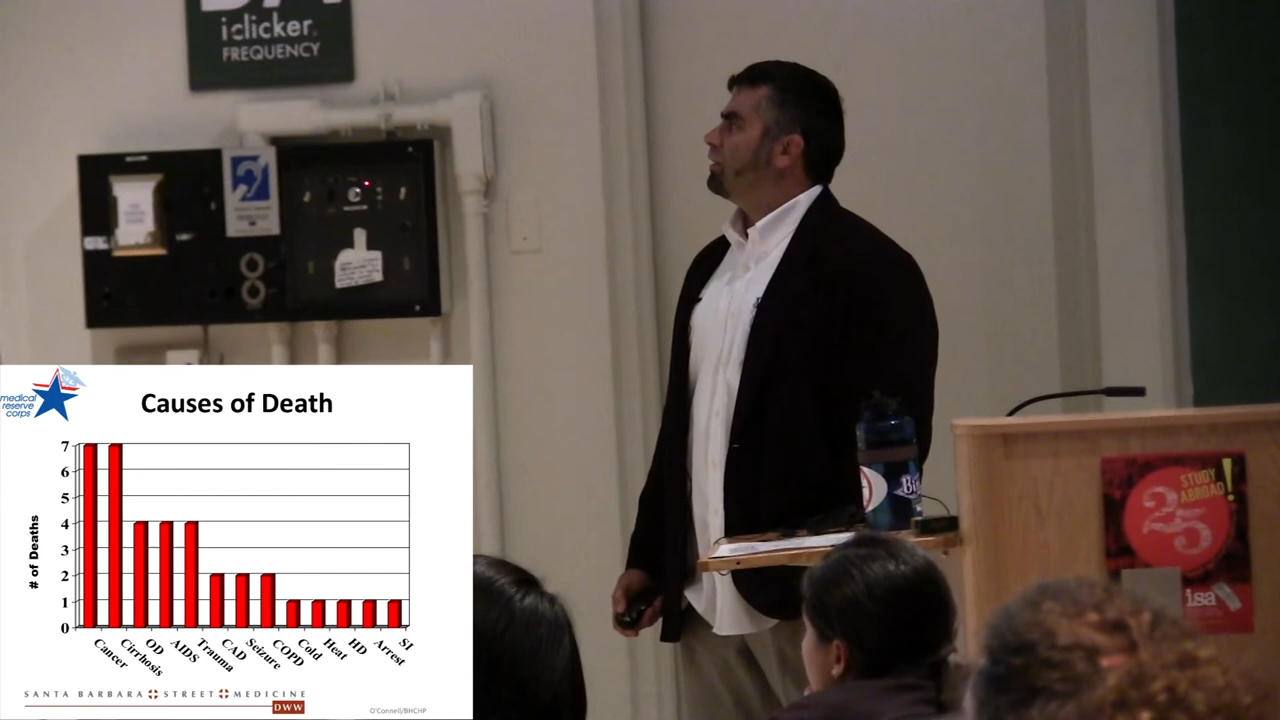 iclicker.
FREQUENCY
medical
reserve
corps
Causes of Death
# of Deaths
7
6
5
4
3
2
1
0
Cancer
Cirrhosis
OD
AIDS
Trauma
CAD
Seizure
COPD
Cold
Heat
HD
Arrest
SI
SANTA BARBARA STREET MEDICINE
DWW
O'Connell/BHCHP
STUDY
ABROAD!
25
isa